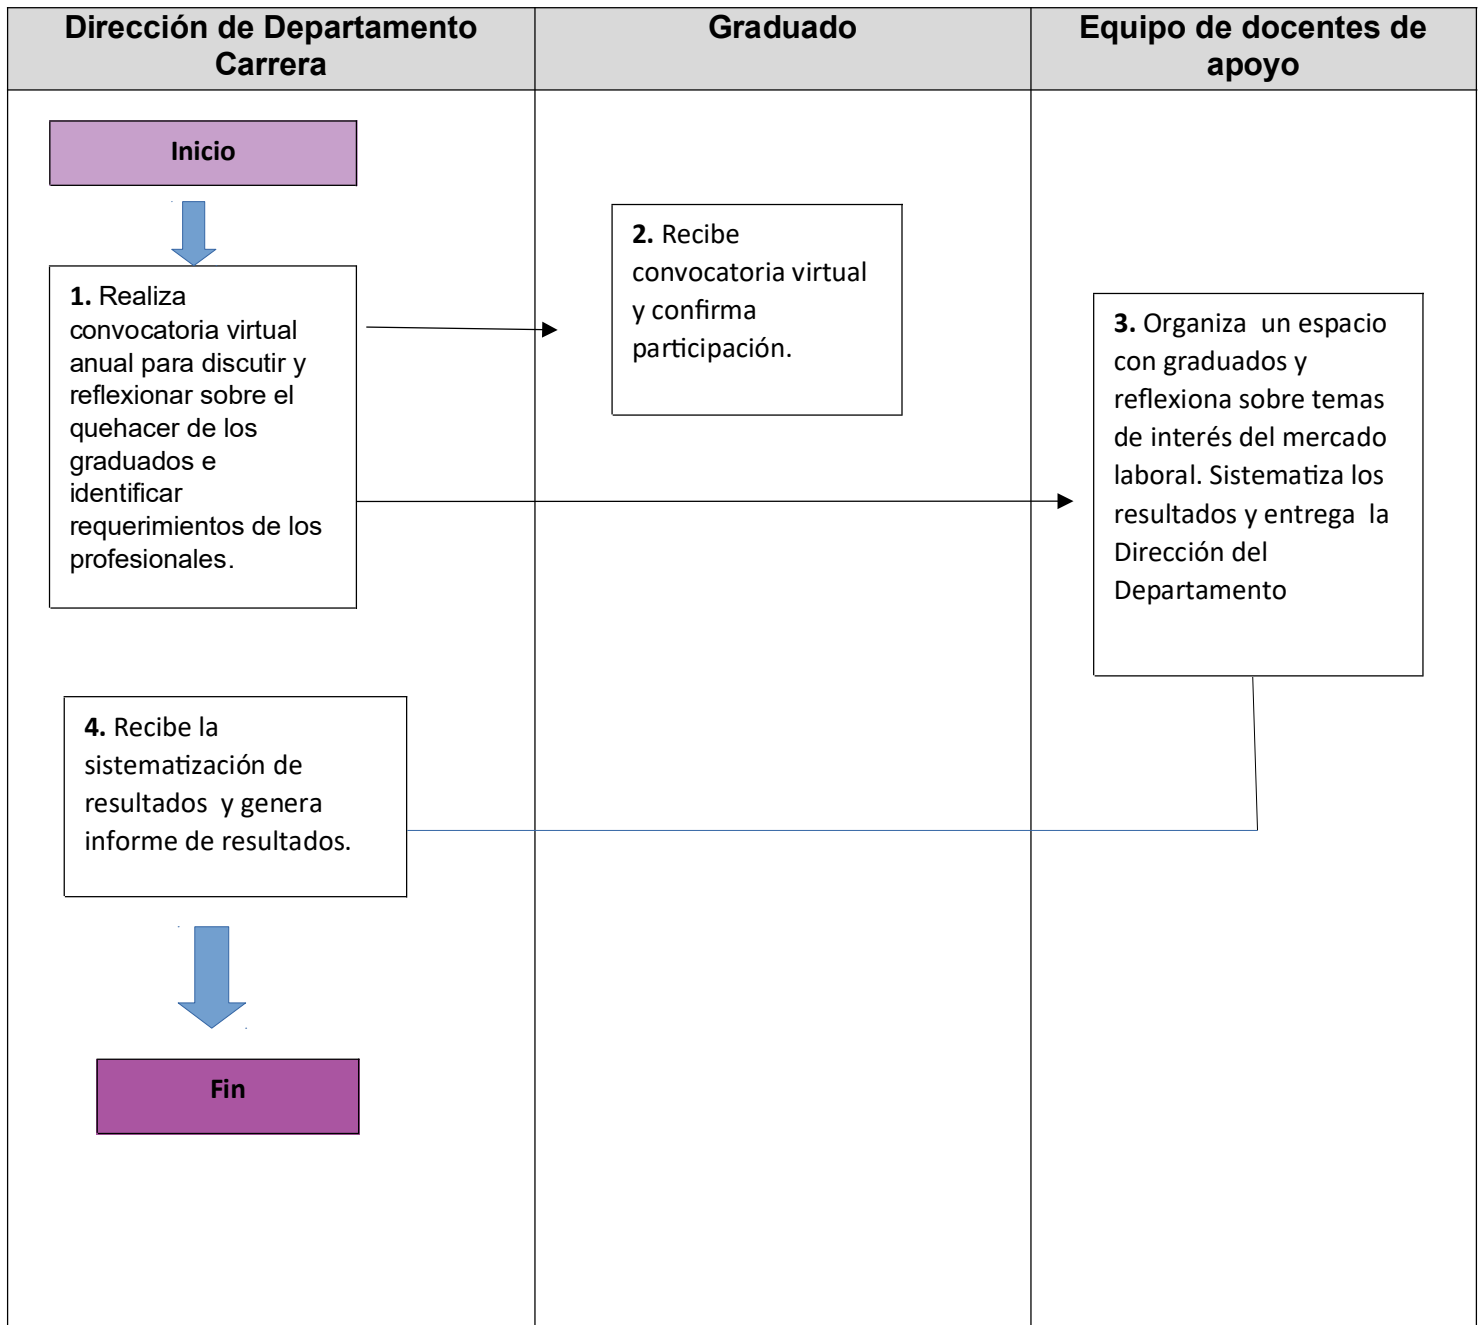 Dirección de Departamento
Carrera
Graduado
Equipo de docentes de
apoyo
Inicio
1. Realiza
convocatoria virtual
anual para discutir y
reflexionar sobre el
quehacer de los
graduados e
identificar
requerimientos de los
profesionales.
2. Recibe
convocatoria virtual
y confirma
participación.
3. Organiza  un espacio
con graduados y
reflexiona sobre temas
de interés del mercado
laboral. Sistematiza los
resultados y entrega  la
Dirección del
Departamento
4. Recibe la
sistematización de
resultados  y genera
informe de resultados.
Fin